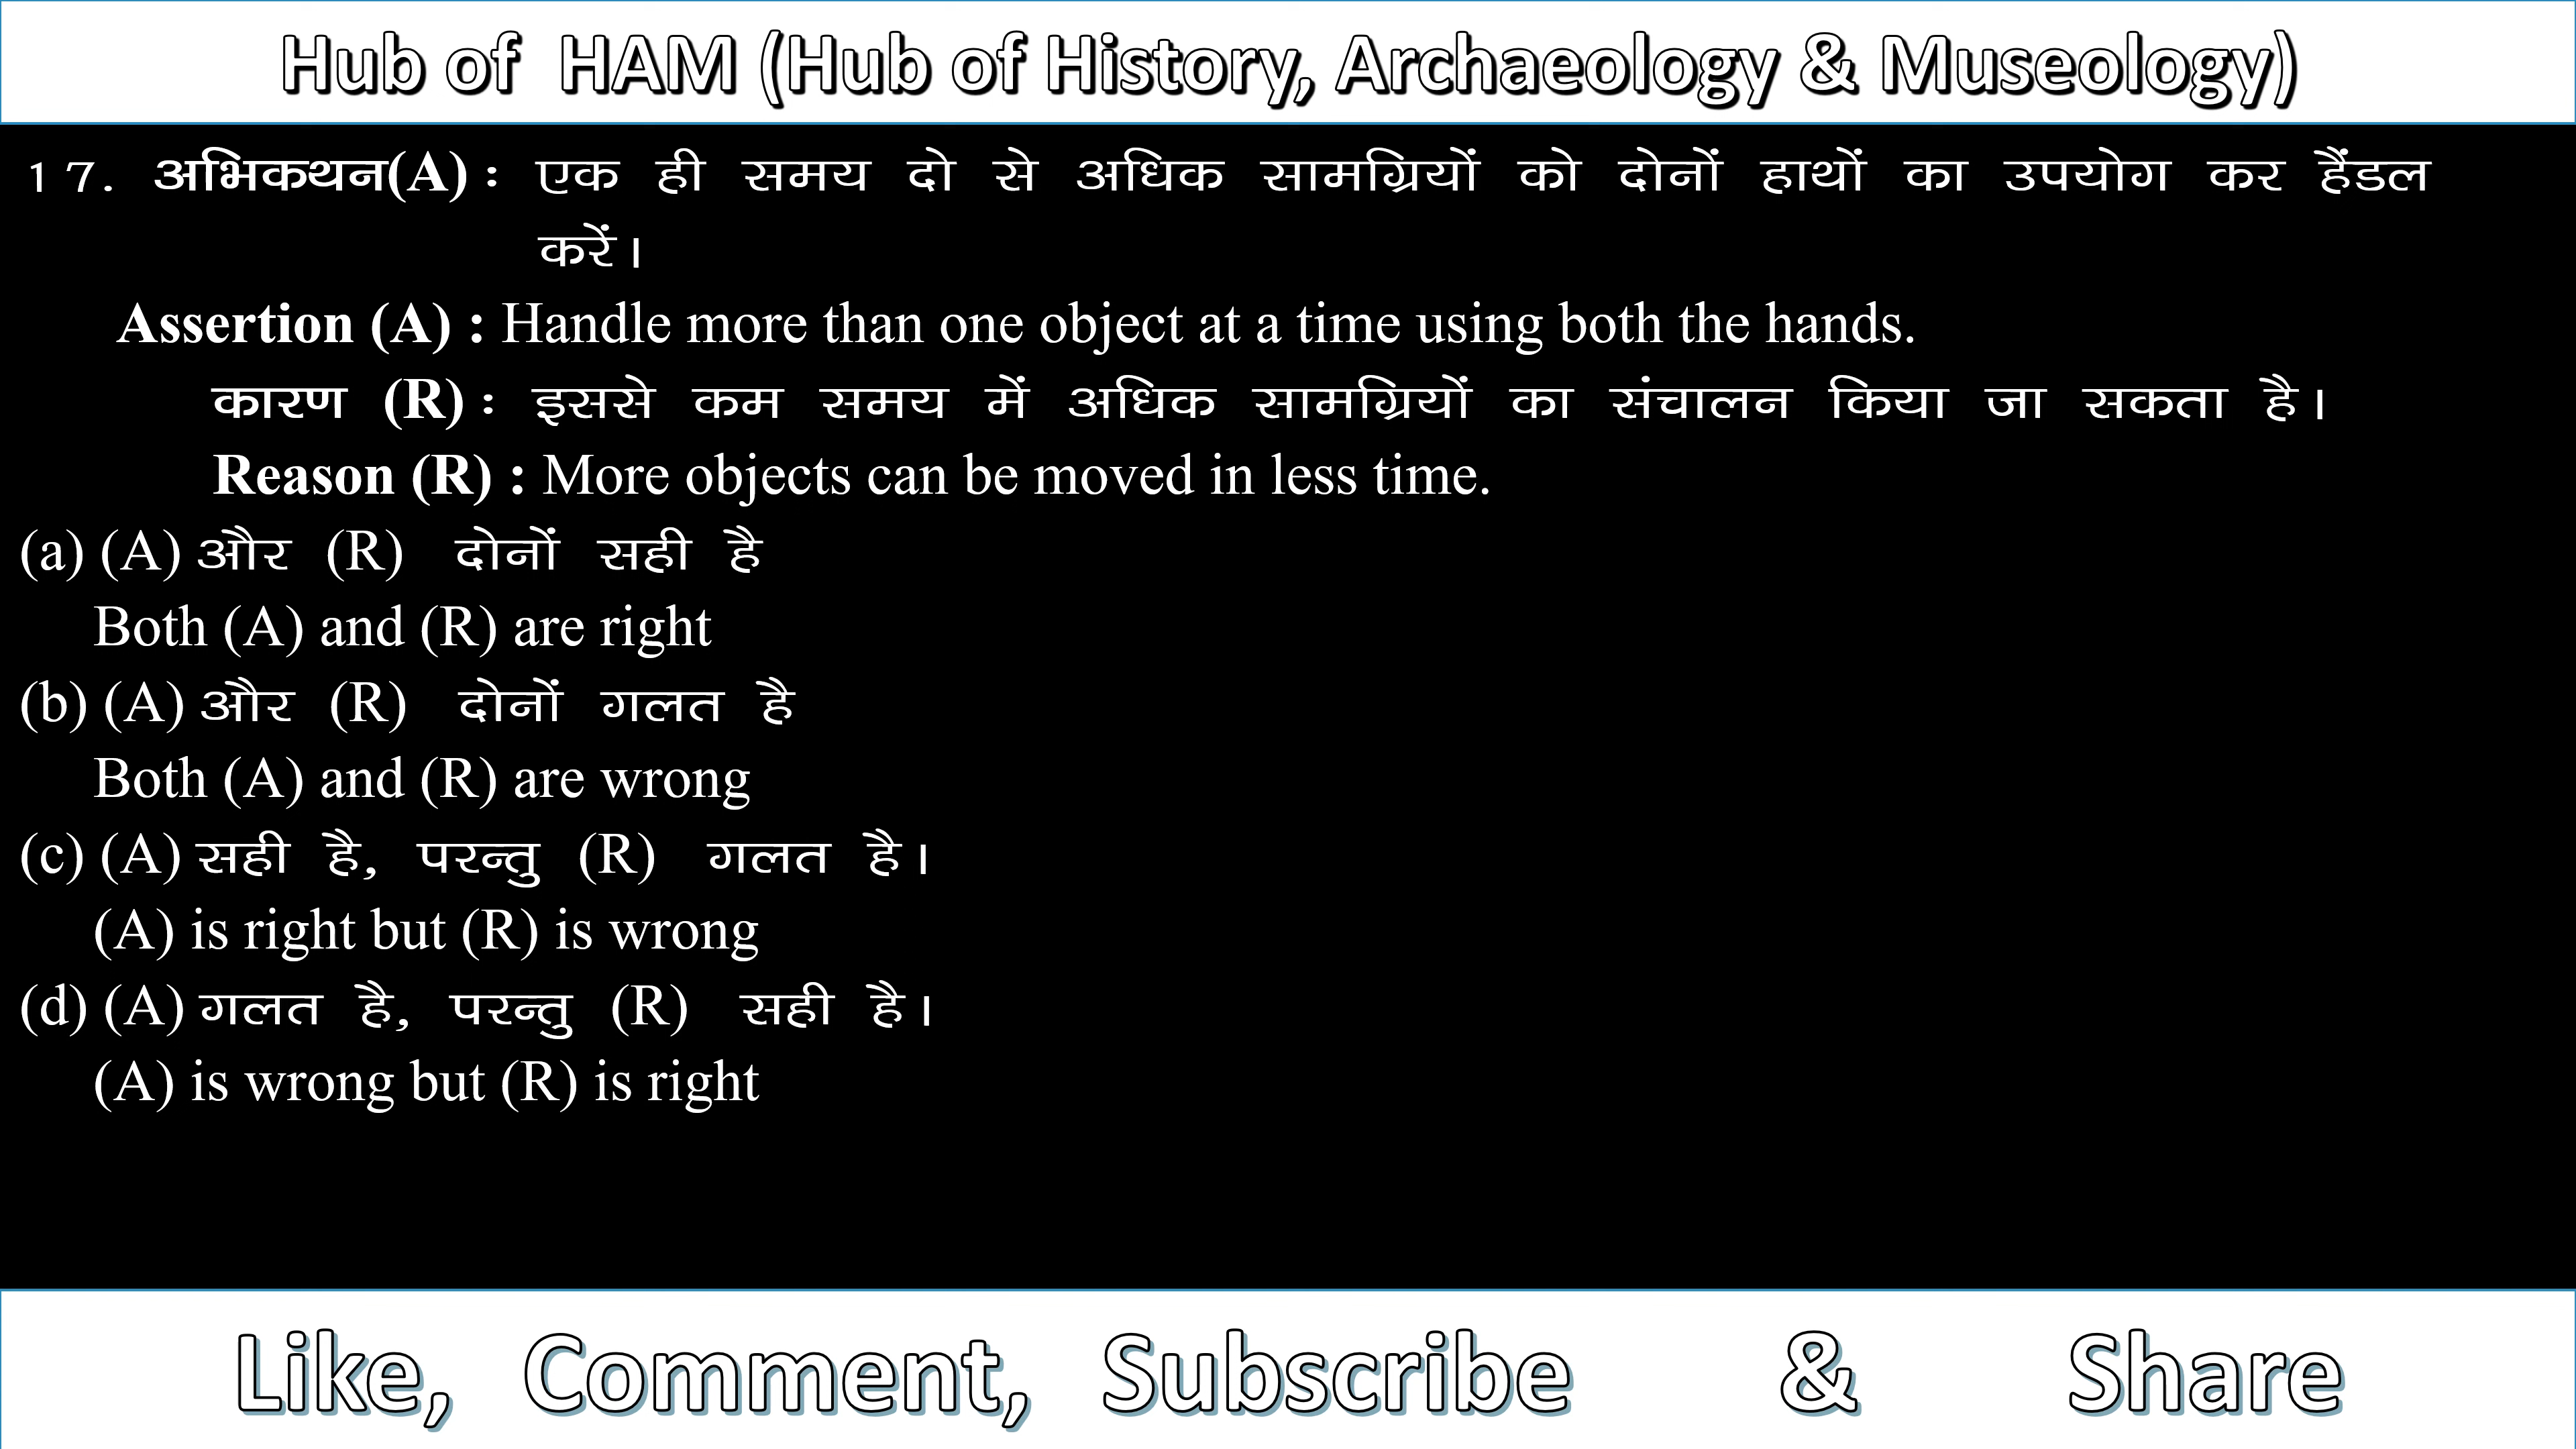 Hub of HAM (Hub of History, Archaeology & Museology)
17. अभिकथन(A) : एक ही समय दो से अधिक सामग्रियों को दोनों हाथों का उपयोग कर हैंडल
करें।
Assertion (A) : Handle more than one object at a time using both the hands.
कारण (R) : इससे कम समय में अधिक सामग्रियों का संचालन किया जा सकता है।
Reason (R) : More objects can be moved in less time.
(a) (A) और (R) दोनों सही है
Both (A) and (R) are right
(b) (A) और (R) दोनों गलत है
Both (A) and (R) are wrong
(c) (A) सही है, परन्तु (R) गलत है।
(A) is right but (R) is wrong
(d) (A) गलत है, परन्तु (R) सही है।
(A) is wrong but (R) is right
Like, Comment, Subscribe & Share